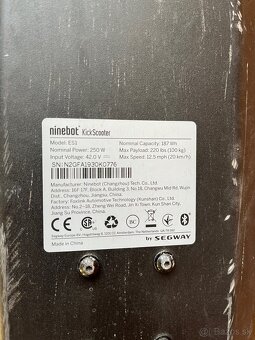 ninebot KickScooter
Model: ES1
Nominal Power: 250 W
Input Voltage: 42.0 V
Nominal Capacity: 187 Wh
Max Payload: 220 lbs (100 kg)
Max Speed: 12.5 mph (20 km/h)
SN: N2GFA1930K0776
Manufacturer: Ninebot (Changzhou) Tech Co., Ltd.
Address: 16F-17F, Block A, Building 3, No.18, Changwu Mid Rd, Wujin
Dist, Changzhou, Jiangsu, China.
Factory: Foxlink Automotive Technology (Kunshan) Co., Ltd.
Address: No.2-18, Zheng Wei Road, Jin Xi Town, Kun Shan City,
Jiang Su Province, China.
Made in China
by SEGWAY
bazos.sk